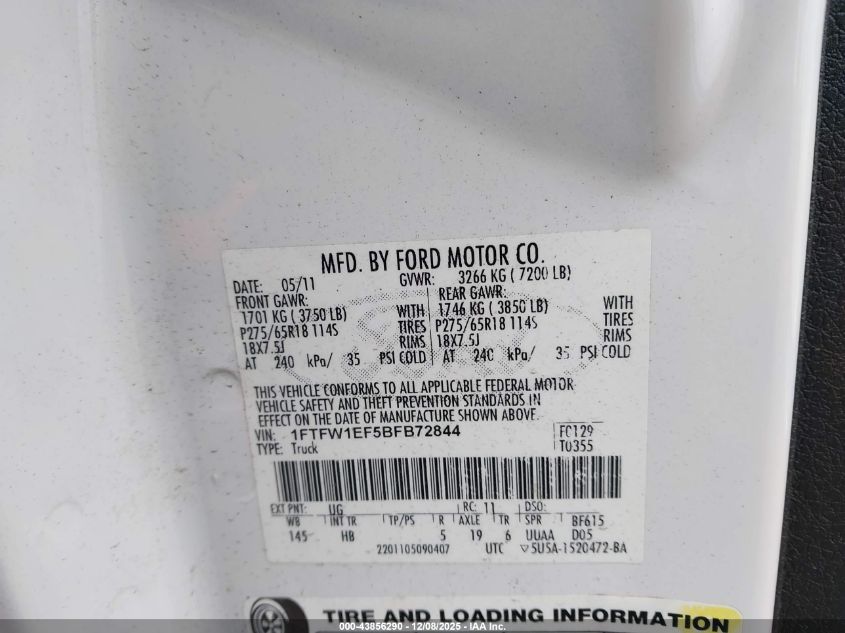 MFD. BY FORD MOTOR CO.
DATE: 05/11 GVWR: 3266 KG ( 7200 LB)
FRONT GAWR: REAR GAWR:
1701 KG ( 3750 LB) WITH 1746 KG ( 3850 LB) WITH
P275/65R18 114S TIRES P275/65R18 114S TIRES
18X7.5J RIMS 18X7.5J RIMS
AT 240 kPa/ 35 PSI COLD AT 240 kPa/ 35 PSI COLD
THIS VEHICLE CONFORMS TO ALL APPLICABLE FEDERAL MOTOR
VEHICLE SAFETY AND THEFT PREVENTION STANDARDS IN
EFFECT ON THE DATE OF MANUFACTURE SHOWN ABOVE.
VIN: 1FTFW1EF5BFB72844 FC129
TYPE: Truck T0355
EXT PNT: UG RC: 11 DSO:
WB INT TR TP/PS R AXLE TR SPR BF615
145 HB 5 19 6 UUAA D05
2201105090407 UTC ▽5U5A-1520472-BA
TIRE AND LOADING INFORMATION
000-43856290 - 12/08/2025 - IAA Inc.